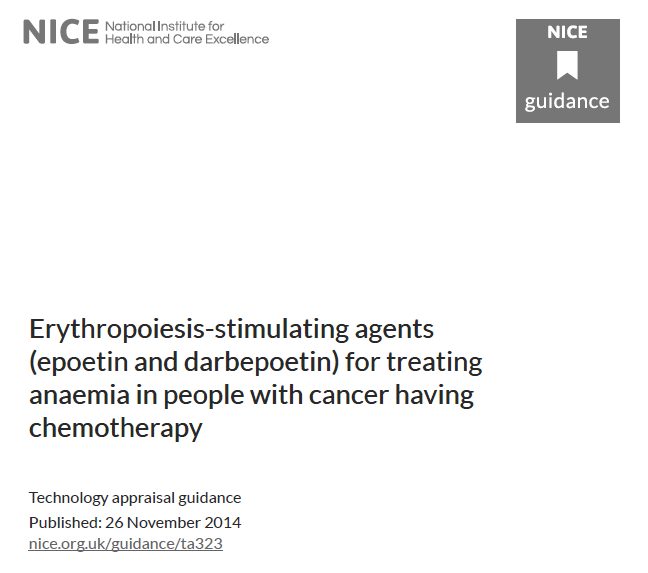 NICE National Institute for
Health and Care Excellence
NICE
guidance
Erythropoiesis-stimulating agents
(epoetin and darbepoetin) for treating
anaemia in people with cancer having
chemotherapy
Technology appraisal guidance
Published: 26 November 2014
nice.org.uk/guidance/ta323